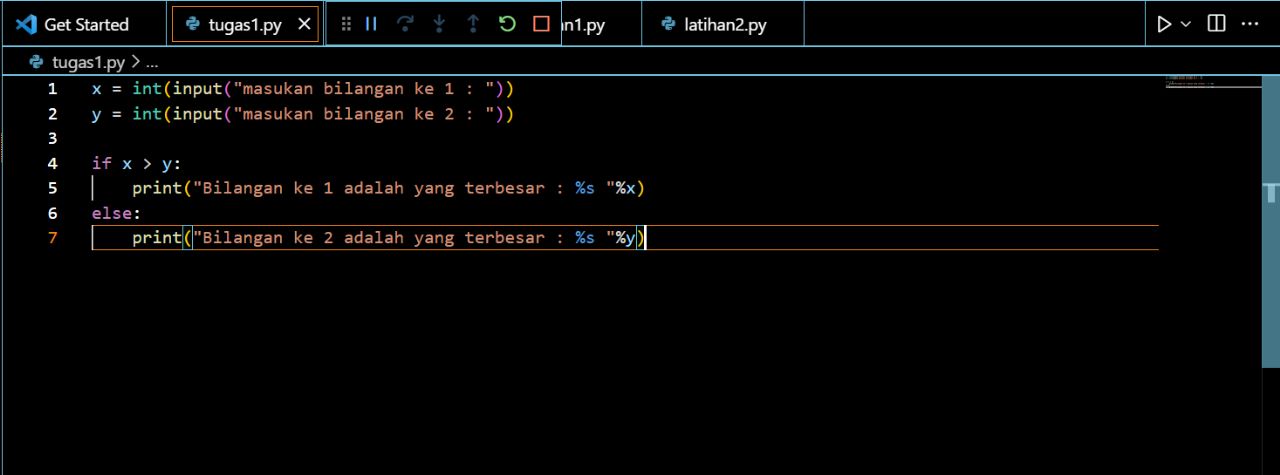 Get Started tugas1.py n1.py latihan2.py
tugas1.py > ...
1 x = int(input("masukan bilangan ke 1 : "))
2 y = int(input("masukan bilangan ke 2 : "))
3
4 if x > y:
5 print("Bilangan ke 1 adalah yang terbesar : %s "%x)
6 else:
7 print("Bilangan ke 2 adalah yang terbesar : %s "%y)